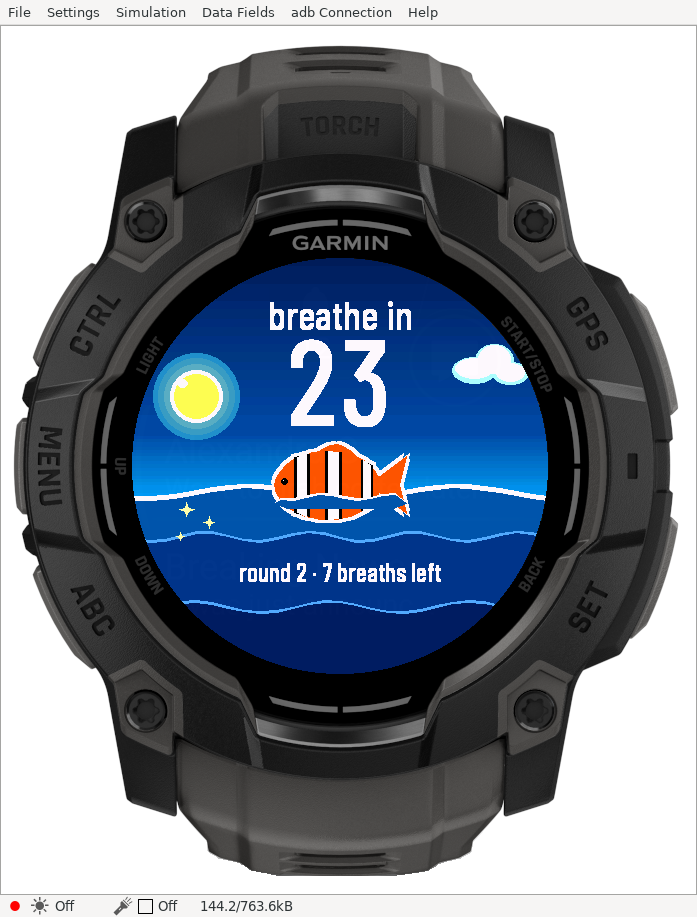 File Settings Simulation Data Fields adb Connection Help
TORCH
GARMIN
CTRL
GPS
LIGHT
START/STOP
breathe in
23
MENU
UP
round 2 · 7 breaths left
DOWN
BACK
ABC
SET
Off Off 144.2/763.6kB